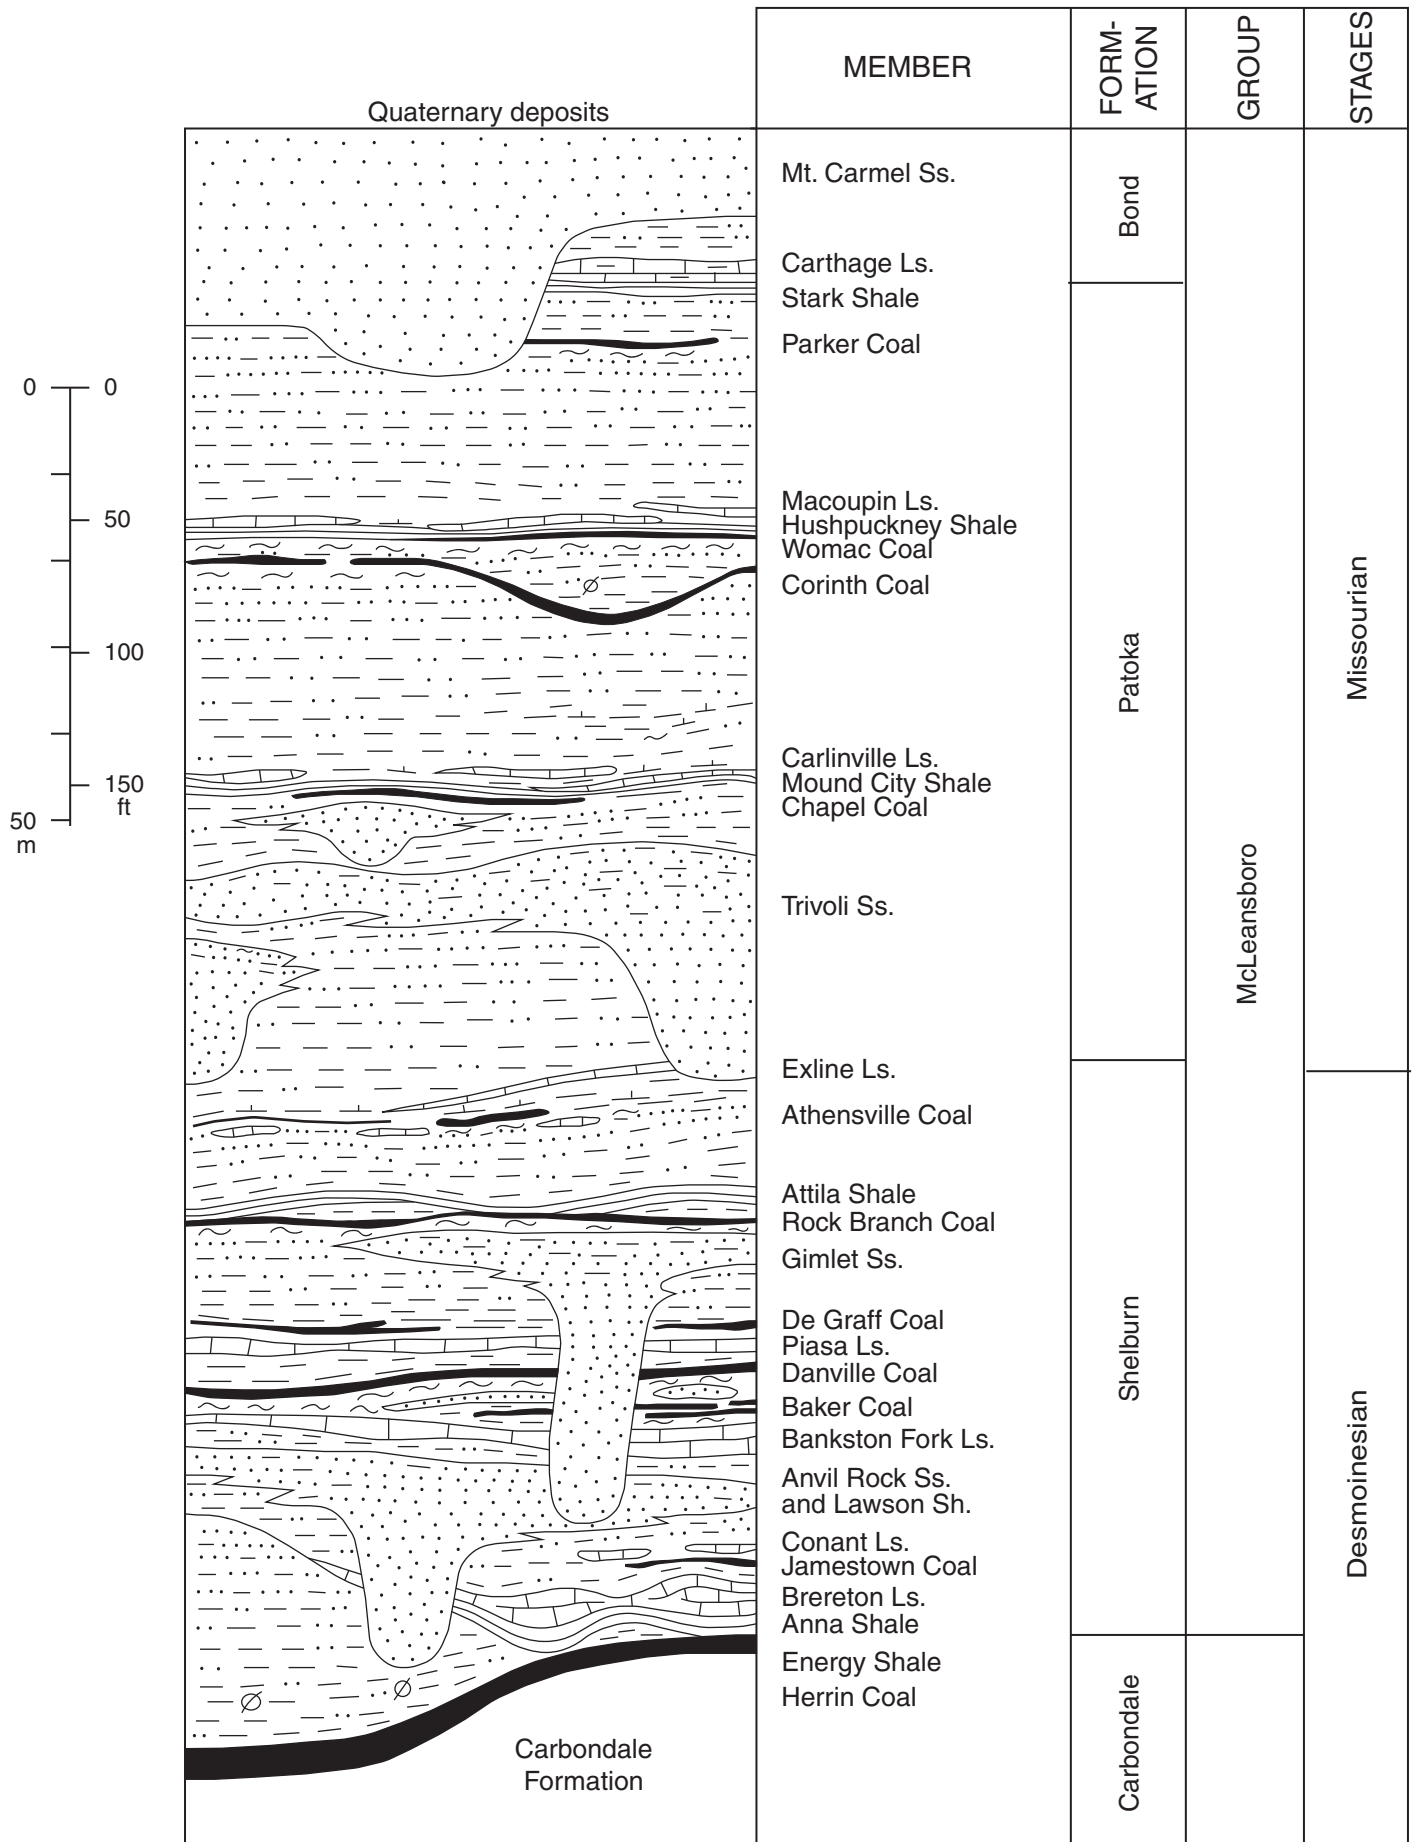 MEMBER
FORM-
ATION
GROUP
STAGES
Quaternary deposits
Mt. Carmel Ss.
Bond
Carthage Ls.
Stark Shale
Parker Coal
0 0
Macoupin Ls.
50
Hushpuckney Shale
Womac Coal
Corinth Coal
Missourian
100
Patoka
Carlinville Ls.
150
Mound City Shale
ft
Chapel Coal
50
m
McLeansboro
Trivoli Ss.
Exline Ls.
Athensville Coal
Attila Shale
Rock Branch Coal
Gimlet Ss.
De Graff Coal
Shelburn
Piasa Ls.
Danville Coal
Baker Coal
Bankston Fork Ls.
Desmoinesian
Anvil Rock Ss.
and Lawson Sh.
Conant Ls.
Jamestown Coal
Brereton Ls.
Anna Shale
Energy Shale
Herrin Coal
Carbondale
Carbondale
Formation